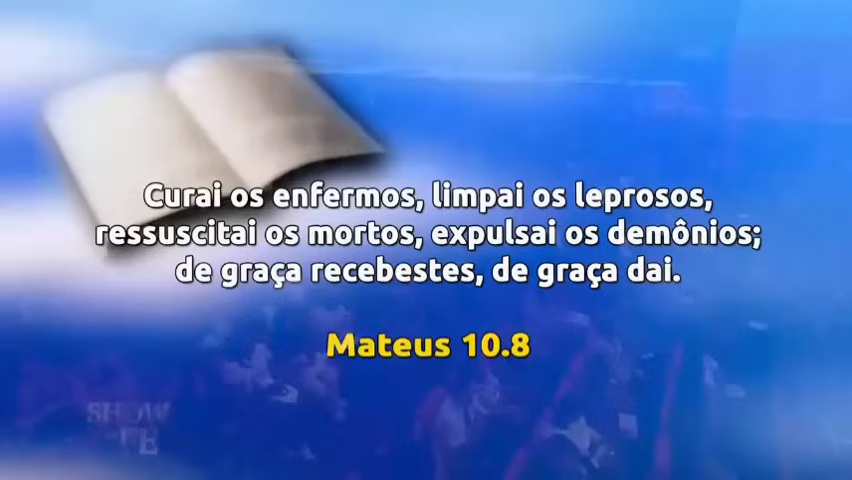 Curai os enfermos, limpai os leprosos,
ressuscitai os mortos, expulsai os demônios;
de graça recebestes, de graça dai.
Mateus 10.8
SHOW